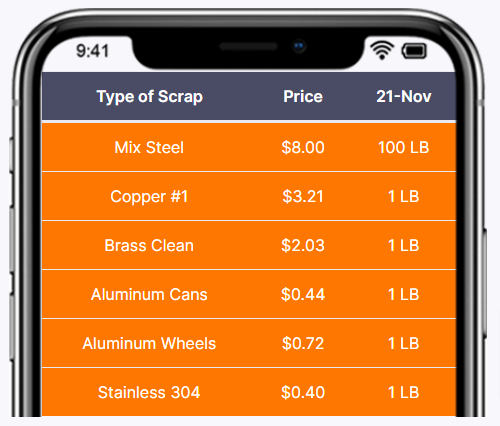 9:41
Type of Scrap Price 21-Nov
Mix Steel $8.00 100 LB
Copper #1 $3.21 1 LB
Brass Clean $2.03 1 LB
Aluminum Cans $0.44 1 LB
Aluminum Wheels $0.72 1 LB
Stainless 304 $0.40 1 LB